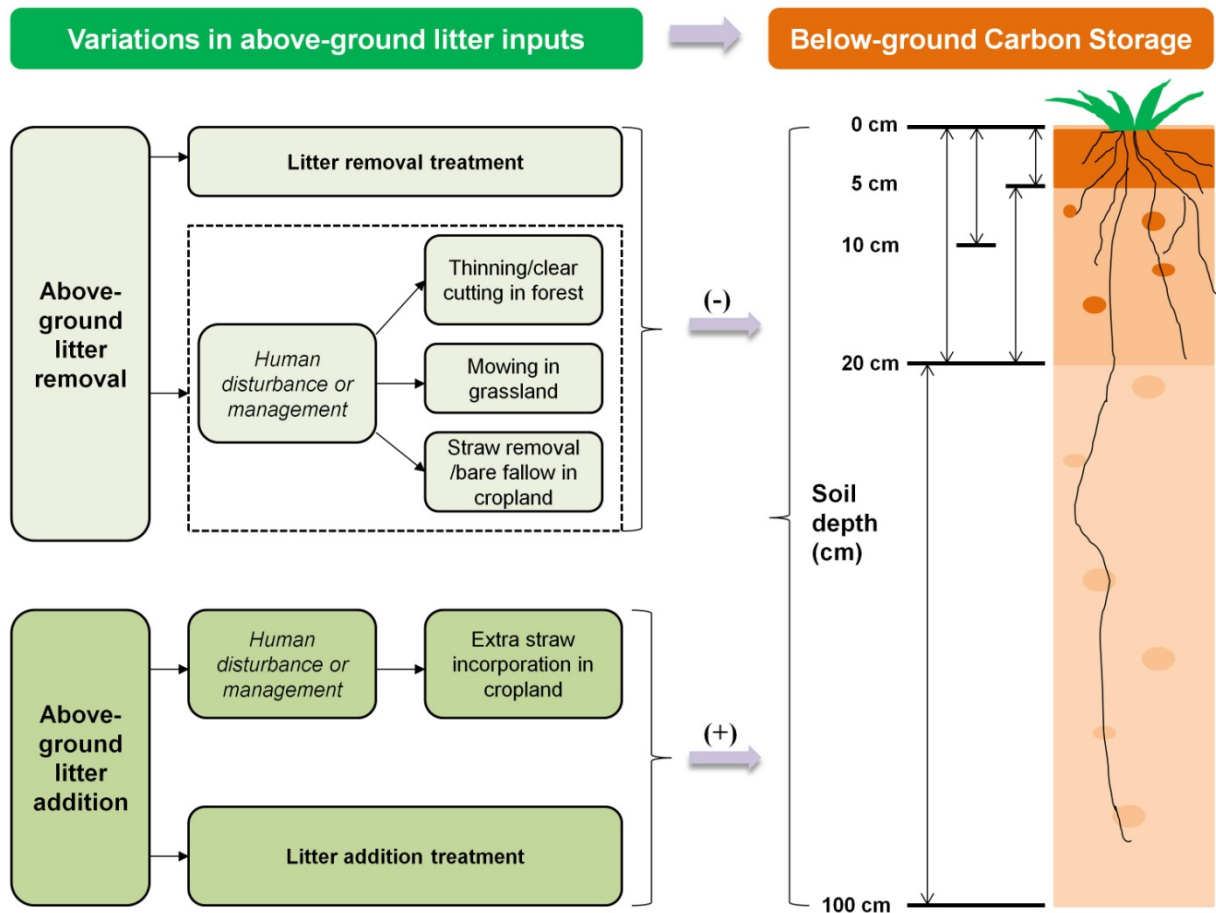 Variations in above-ground litter inputs
Below-ground Carbon Storage
Above-
ground
litter
removal
Litter removal treatment
Human
disturbance or
management
Thinning/clear
cutting in forest
Mowing in
grassland
Straw removal
/bare fallow in
cropland
(-)
Above-
ground
litter
addition
Human
disturbance or
management
Extra straw
incorporation in
cropland
Litter addition treatment
(+)
0 cm
5 cm
10 cm
20 cm
Soil
depth
(cm)
100 cm